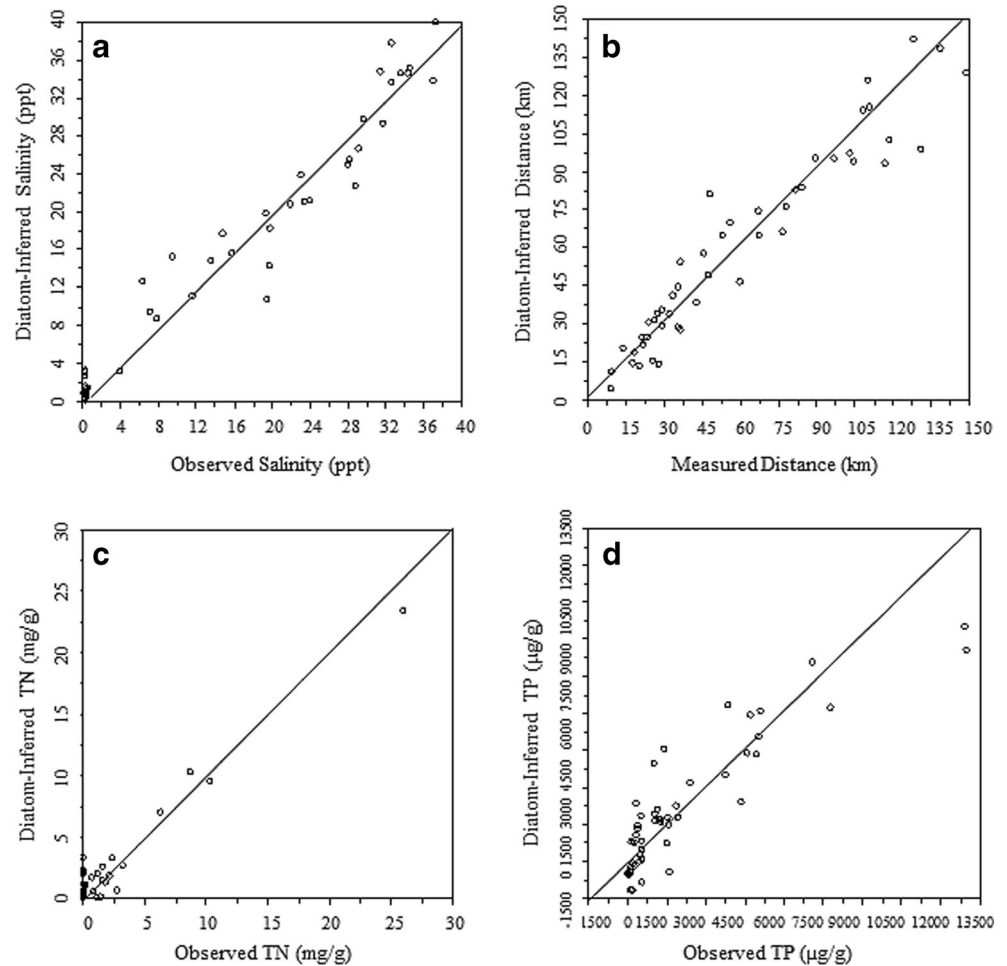 a
Diatom-Inferred Salinity (ppt)
40
36
32
28
24
20
16
12
8
4
0
0 4 8 12 16 20 24 28 32 36 40
Observed Salinity (ppt)
b
Diatom-Inferred Distance (km)
150
135
120
105
90
75
60
45
30
15
0
0 15 30 45 60 75 90 105 120 135 150
Measured Distance (km)
c
Diatom-Inferred TN (mg/g)
30
25
20
15
10
5
0
0 5 10 15 20 25 30
Observed TN (mg/g)
d
Diatom-Inferred TP (µg/g)
13500
12000
10500
9000
7500
6000
4500
3000
1500
0
-1500
-1500 0 1500 3000 4500 6000 7500 9000 10500 12000 13500
Observed TP (µg/g)